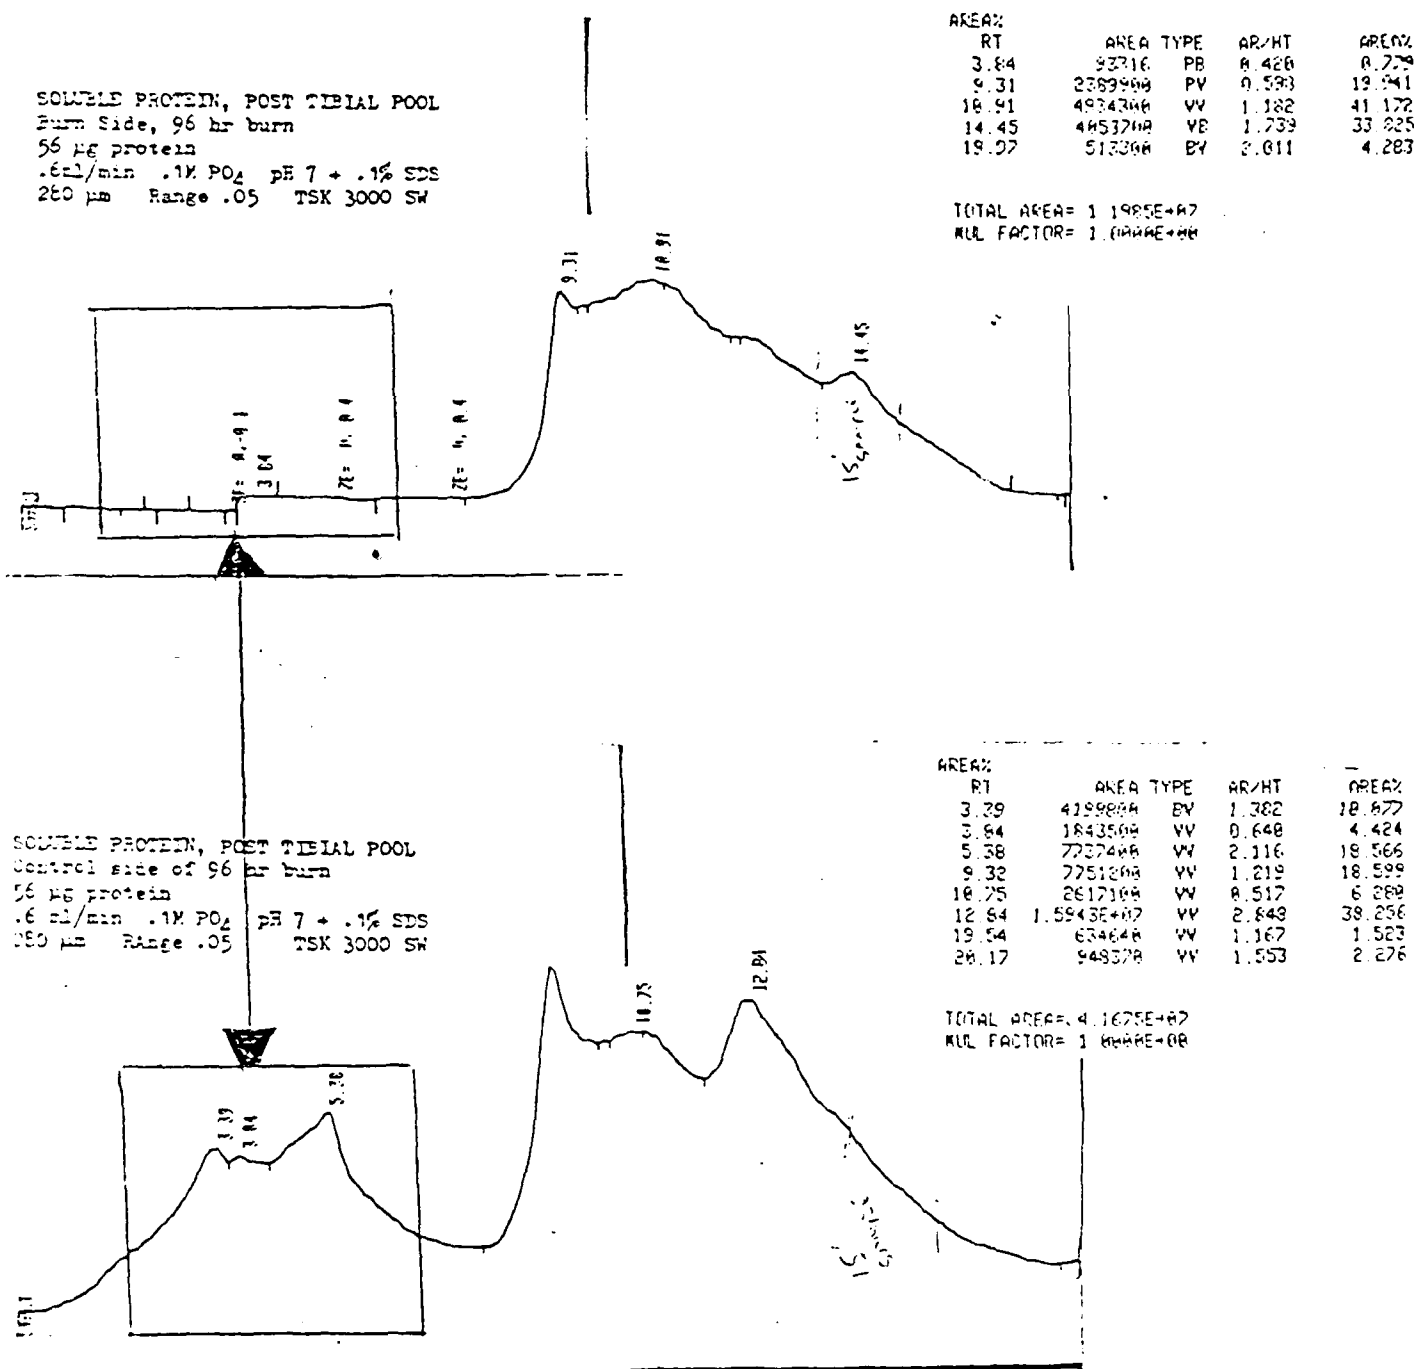 AREA%
RT AREA TYPE AR/HT AREA%
3.84 93316 PB 0.420 0.779
9.31 2389900 PV 0.593 19.941
10.91 4934300 VV 1.182 41.172
14.45 4053700 VB 1.739 33.825
19.97 513300 BV 2.011 4.283
TOTAL AREA= 1.1985E+07
MUL FACTOR= 1.0000E+00
SOLUBLE PROTEIN, POST TIBIAL POOL
Burn Side, 96 hr burn
56 µg protein
.6ml/min .1M PO4 pH 7 + .1% SDS
280 µm Range .05 TSK 3000 SW
9.31
10.91
14.45
3.84
ZE= 0, 0.4
ZE= 0, 0.4
15'
AREA%
RT AREA TYPE AR/HT AREA%
3.39 4199800 BV 1.382 10.077
3.84 1843500 VV 0.640 4.424
5.38 7737400 VV 2.116 18.566
9.32 7751200 VV 1.219 18.599
10.75 2617100 VV 0.517 6.280
12.84 1.5943E+07 VV 2.843 38.256
19.54 634640 VV 1.167 1.523
20.17 948370 VV 1.553 2.276
TOTAL AREA= 4.1675E+07
MUL FACTOR= 1.0000E+00
SOLUBLE PROTEIN, POST TIBIAL POOL
Control side of 96 hr burn
56 µg protein
.6 ml/min .1M PO4 pH 7 + .1% SDS
280 µm RAnge .05 TSK 3000 SW
3.39
3.84
5.38
10.75
12.84
15'